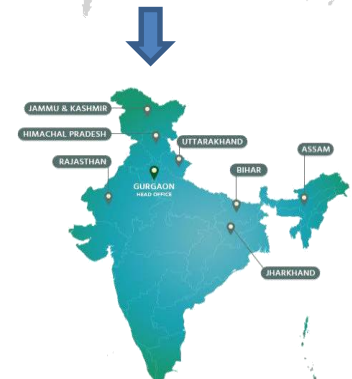 JAMMU & KASHMIR
HIMACHAL PRADESH
UTTARAKHAND
ASSAM
RAJASTHAN
BIHAR
GURGAON
HEAD OFFICE
JHARKHAND